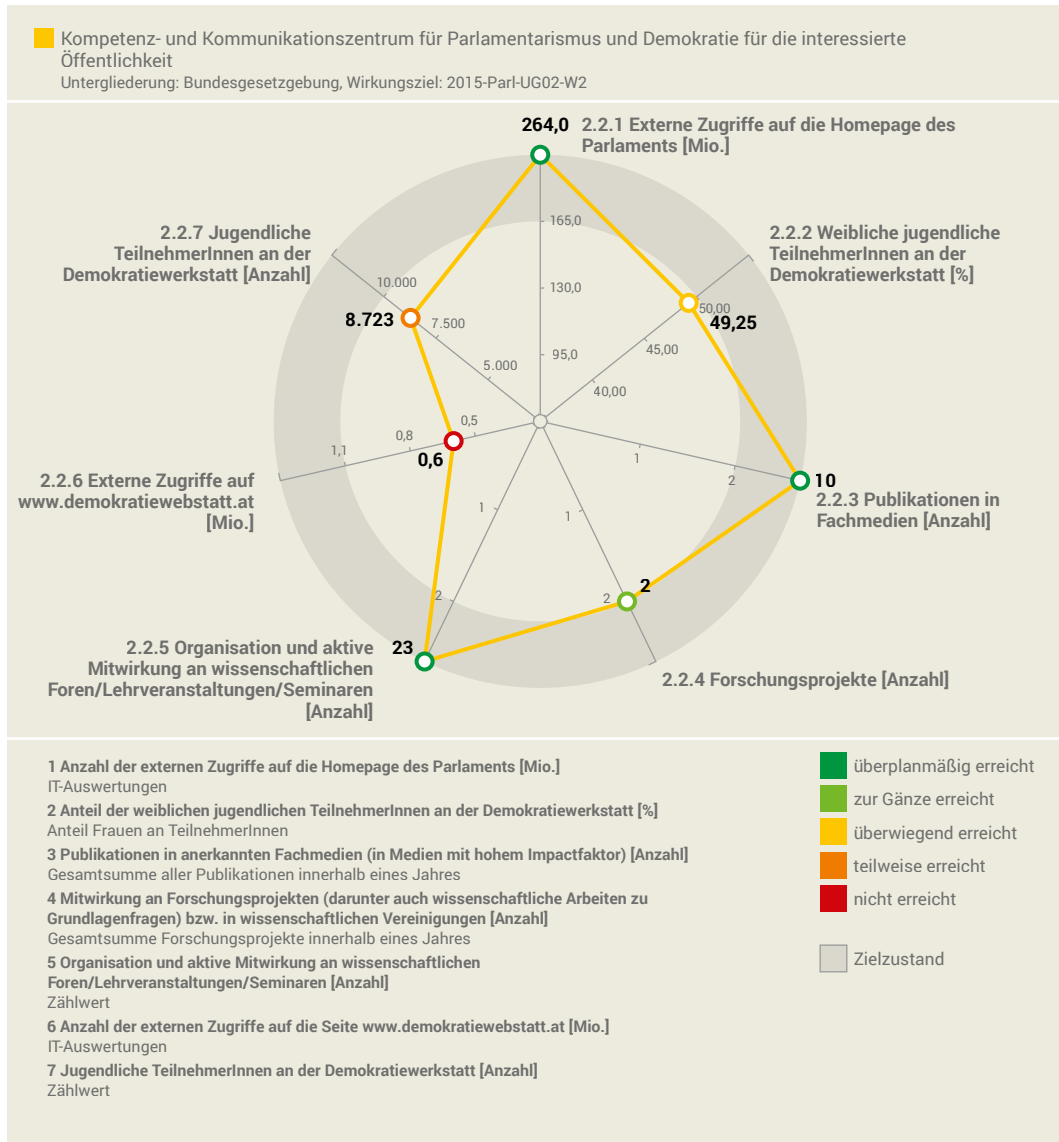 Kompetenz- und Kommunikationszentrum für Parlamentarismus und Demokratie für die interessierte
Öffentlichkeit
Untergliederung: Bundesgesetzgebung, Wirkungsziel: 2015-Parl-UG02-W2
264,0
2.2.1 Externe Zugriffe auf die Homepage des
Parlaments [Mio.]
165,0
130,0
95,0
2.2.2 Weibliche jugendliche
TeilnehmerInnen an der
Demokratiewerkstatt [%]
50,00
49,25
45,00
40,00
1
2
10
2.2.3 Publikationen in
Fachmedien [Anzahl]
1
2
2
2.2.4 Forschungsprojekte [Anzahl]
1
2
23
2.2.5 Organisation und aktive
Mitwirkung an wissenschaftlichen
Foren/Lehrveranstaltungen/Seminaren
[Anzahl]
0,5
0,8
1,1
0,6
2.2.6 Externe Zugriffe auf
www.demokratiewebstatt.at
[Mio.]
2.2.7 Jugendliche
TeilnehmerInnen an der
Demokratiewerkstatt [Anzahl]
10.000
8.723
7.500
5.000
1 Anzahl der externen Zugriffe auf die Homepage des Parlaments [Mio.]
IT-Auswertungen
2 Anteil der weiblichen jugendlichen TeilnehmerInnen an der Demokratiewerkstatt [%]
Anteil Frauen an TeilnehmerInnen
3 Publikationen in anerkannten Fachmedien (in Medien mit hohem Impactfaktor) [Anzahl]
Gesamtsumme aller Publikationen innerhalb eines Jahres
4 Mitwirkung an Forschungsprojekten (darunter auch wissenschaftliche Arbeiten zu
Grundlagenfragen) bzw. in wissenschaftlichen Vereinigungen [Anzahl]
Gesamtsumme Forschungsprojekte innerhalb eines Jahres
5 Organisation und aktive Mitwirkung an wissenschaftlichen
Foren/Lehrveranstaltungen/Seminaren [Anzahl]
Zählwert
6 Anzahl der externen Zugriffe auf die Seite www.demokratiewebstatt.at [Mio.]
IT-Auswertungen
7 Jugendliche TeilnehmerInnen an der Demokratiewerkstatt [Anzahl]
Zählwert
überplanmäßig erreicht
zur Gänze erreicht
überwiegend erreicht
teilweise erreicht
nicht erreicht
Zielzustand